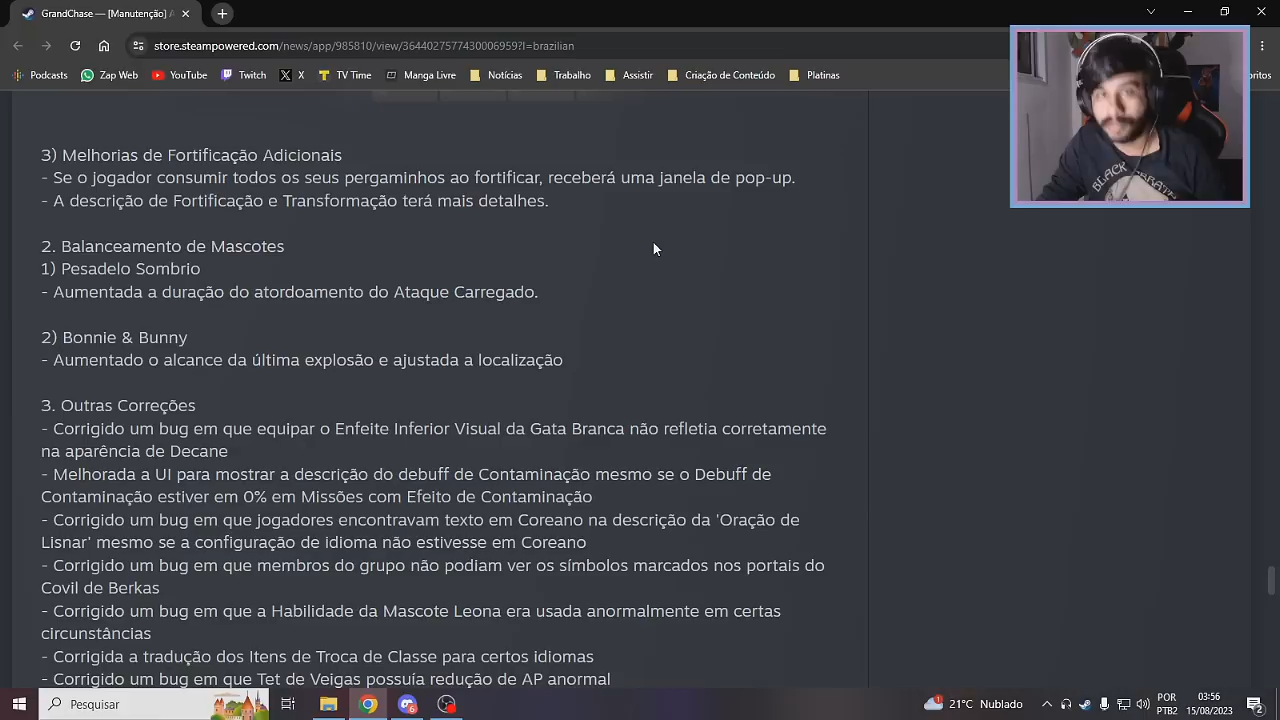 GrandChase — [Manutenção] A
store.steampowered.com/news/app/985810/view/3644027577430006959?l=brazilian
Podcasts Zap Web YouTube Twitch X TV Time Manga Livre Notícias Trabalho Assistir Criação de Conteúdo Platinas oritos
BLACK
3) Melhorias de Fortificação Adicionais
- Se o jogador consumir todos os seus pergaminhos ao fortificar, receberá uma janela de pop-up.
- A descrição de Fortificação e Transformação terá mais detalhes.
2. Balanceamento de Mascotes
1) Pesadelo Sombrio
- Aumentada a duração do atordoamento do Ataque Carregado.
2) Bonnie & Bunny
- Aumentado o alcance da última explosão e ajustada a localização
3. Outras Correções
- Corrigido um bug em que equipar o Enfeite Inferior Visual da Gata Branca não refletia corretamente
na aparência de Decane
- Melhorada a UI para mostrar a descrição do debuff de Contaminação mesmo se o Debuff de
Contaminação estiver em 0% em Missões com Efeito de Contaminação
- Corrigido um bug em que jogadores encontravam texto em Coreano na descrição da 'Oração de
Lisnar' mesmo se a configuração de idioma não estivesse em Coreano
- Corrigido um bug em que membros do grupo não podiam ver os símbolos marcados nos portais do
Covil de Berkas
- Corrigido um bug em que a Habilidade da Mascote Leona era usada anormalmente em certas
circunstâncias
- Corrigida a tradução dos Itens de Troca de Classe para certos idiomas
- Corrigido um bug em que Tet de Veigas possuía redução de AP anormal
Pesquisar
21°C Nublado
POR
PTB2
03:56
15/08/2023
2